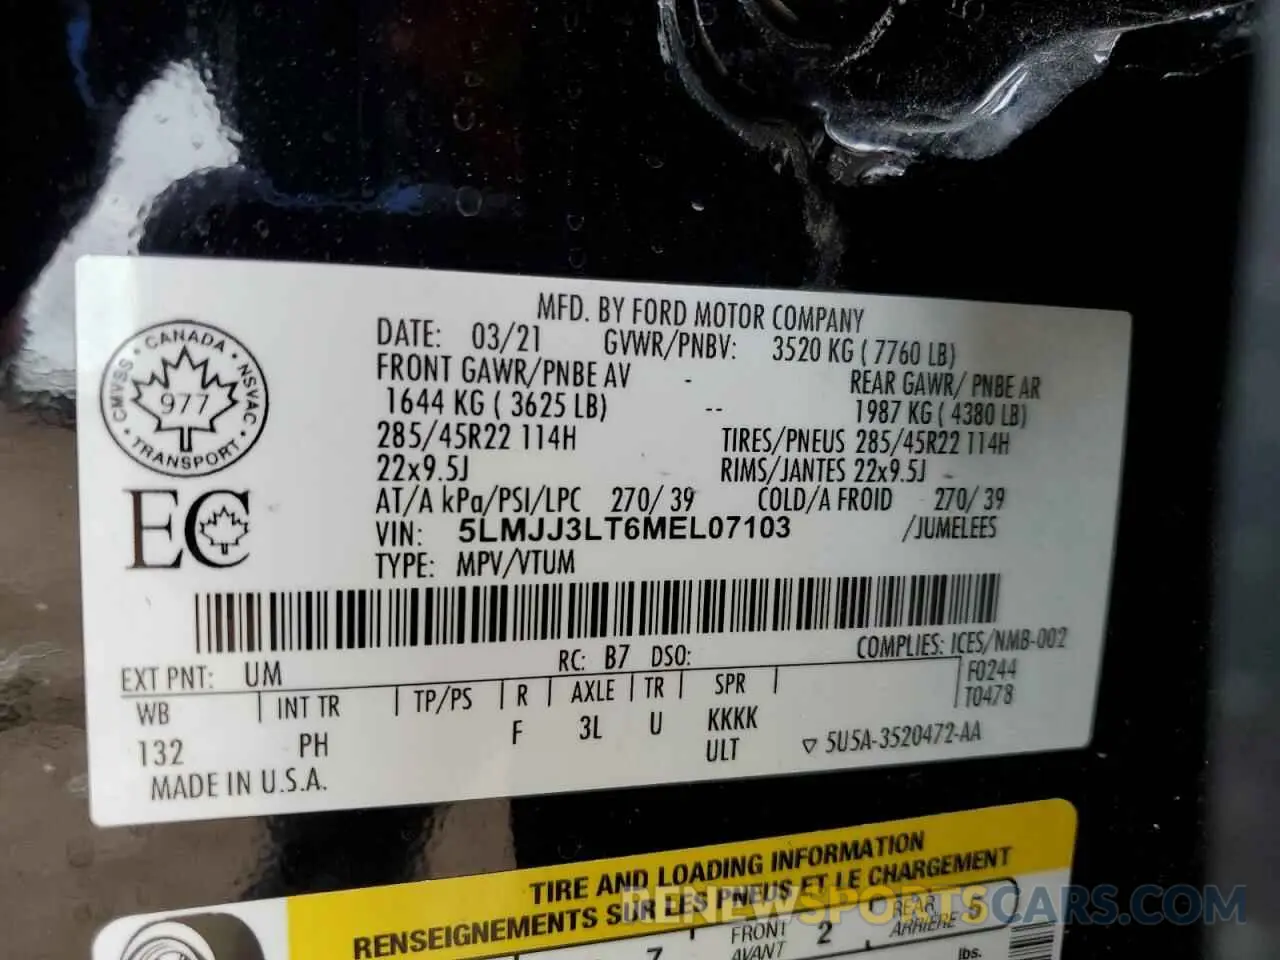 MFD. BY FORD MOTOR COMPANY
DATE: 03/21 GVWR/PNBV: 3520 KG ( 7760 LB)
FRONT GAWR/PNBE AV - REAR GAWR/ PNBE AR
1644 KG ( 3625 LB) -- 1987 KG ( 4380 LB)
285/45R22 114H TIRES/PNEUS 285/45R22 114H
22x9.5J RIMS/JANTES 22x9.5J -
AT/A kPa/PSI/LPC 270/ 39 COLD/A FROID 270/ 39
VIN: 5LMJJ3LT6MEL07103 /JUMELEES
TYPE: MPV/VTUM
CANADA
CMVSS 977 NSVAC
TRANSPORT
EC
COMPLIES: ICES/NMB-002
EXT PNT: UM RC: B7 DSO: F0244
WB INT TR TP/PS R AXLE TR SPR T0478
132 PH F 3L U KKKK
ULT 5U5A-3520472-AA
MADE IN U.S.A.
TIRE AND LOADING INFORMATION
RENSEIGNEMENTS SUR LES PNEUS ET LE CHARGEMENT
7 FRONT 2 REAR 5
AVANT ARRIÈRE
lbs.
RENEWSPORTSCARS.COM